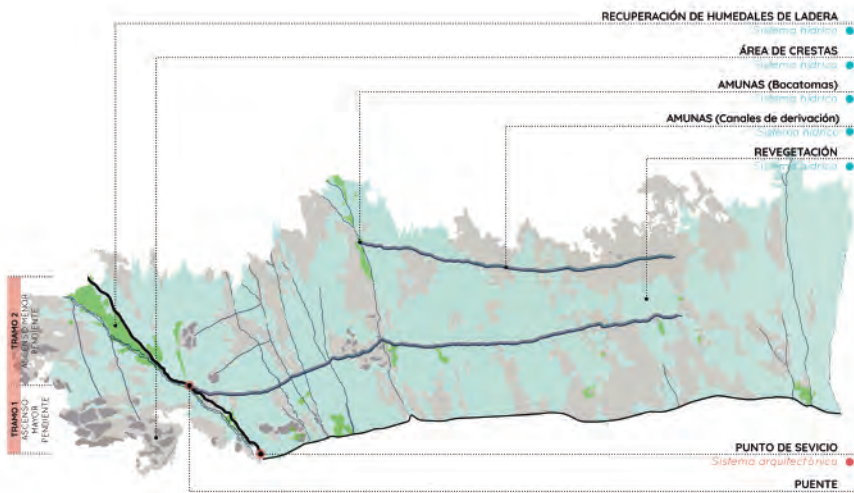 RECUPERACIÓN DE HUMEDALES DE LADERA
Sistema hídrico
ÁREA DE CRESTAS
Sistema hídrico
AMUNAS (Bocatomas)
Sistema hídrico
AMUNAS (Canales de derivación)
Sistema hídrico
REVEGETACIÓN
Sistema hídrico
TRAMO 2
ASCENSO MENOR
PENDIENTE
TRAMO 1
ASCENSO
MAYOR
PENDIENTE
PUNTO DE SEVICIO
Sistema arquitectónico
PUENTE